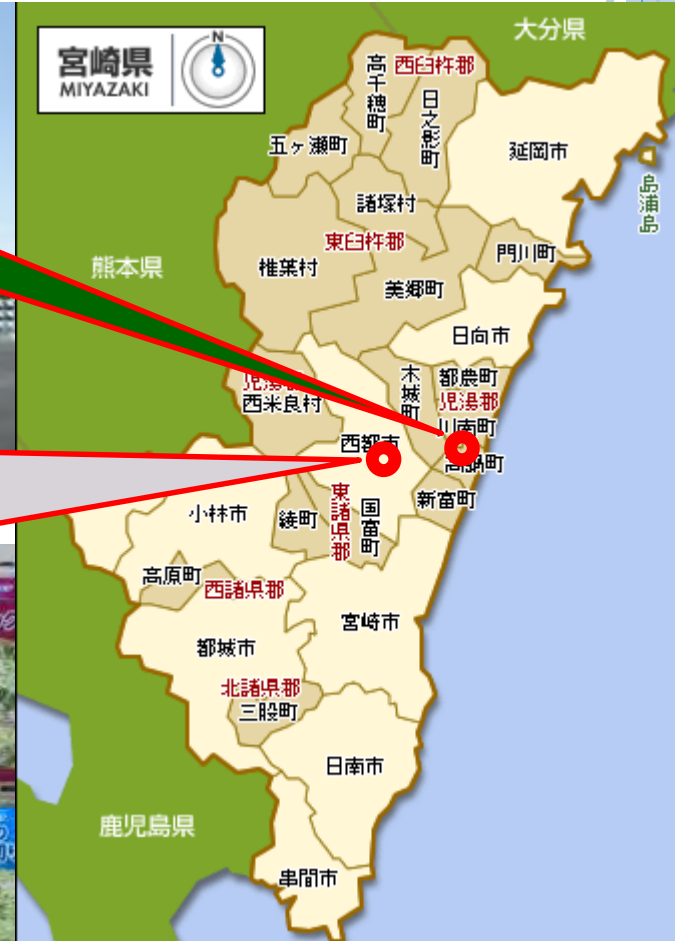 大分県
宮崎県
MIYAZAKI
N
高千穂町
西臼杵郡
日之影町
五ヶ瀬町
延岡市
島浦島
諸塚村
東臼杵郡
門川町
熊本県
椎葉村
美郷町
日向市
木城町
都農町
児湯郡
児湯郡
西米良村
川南町
西都市
高鍋町
新富町
東諸県郡
国富町
綾町
小林市
高原町
西諸県郡
宮崎市
都城市
北諸県郡
三股町
日南市
鹿児島県
串間市